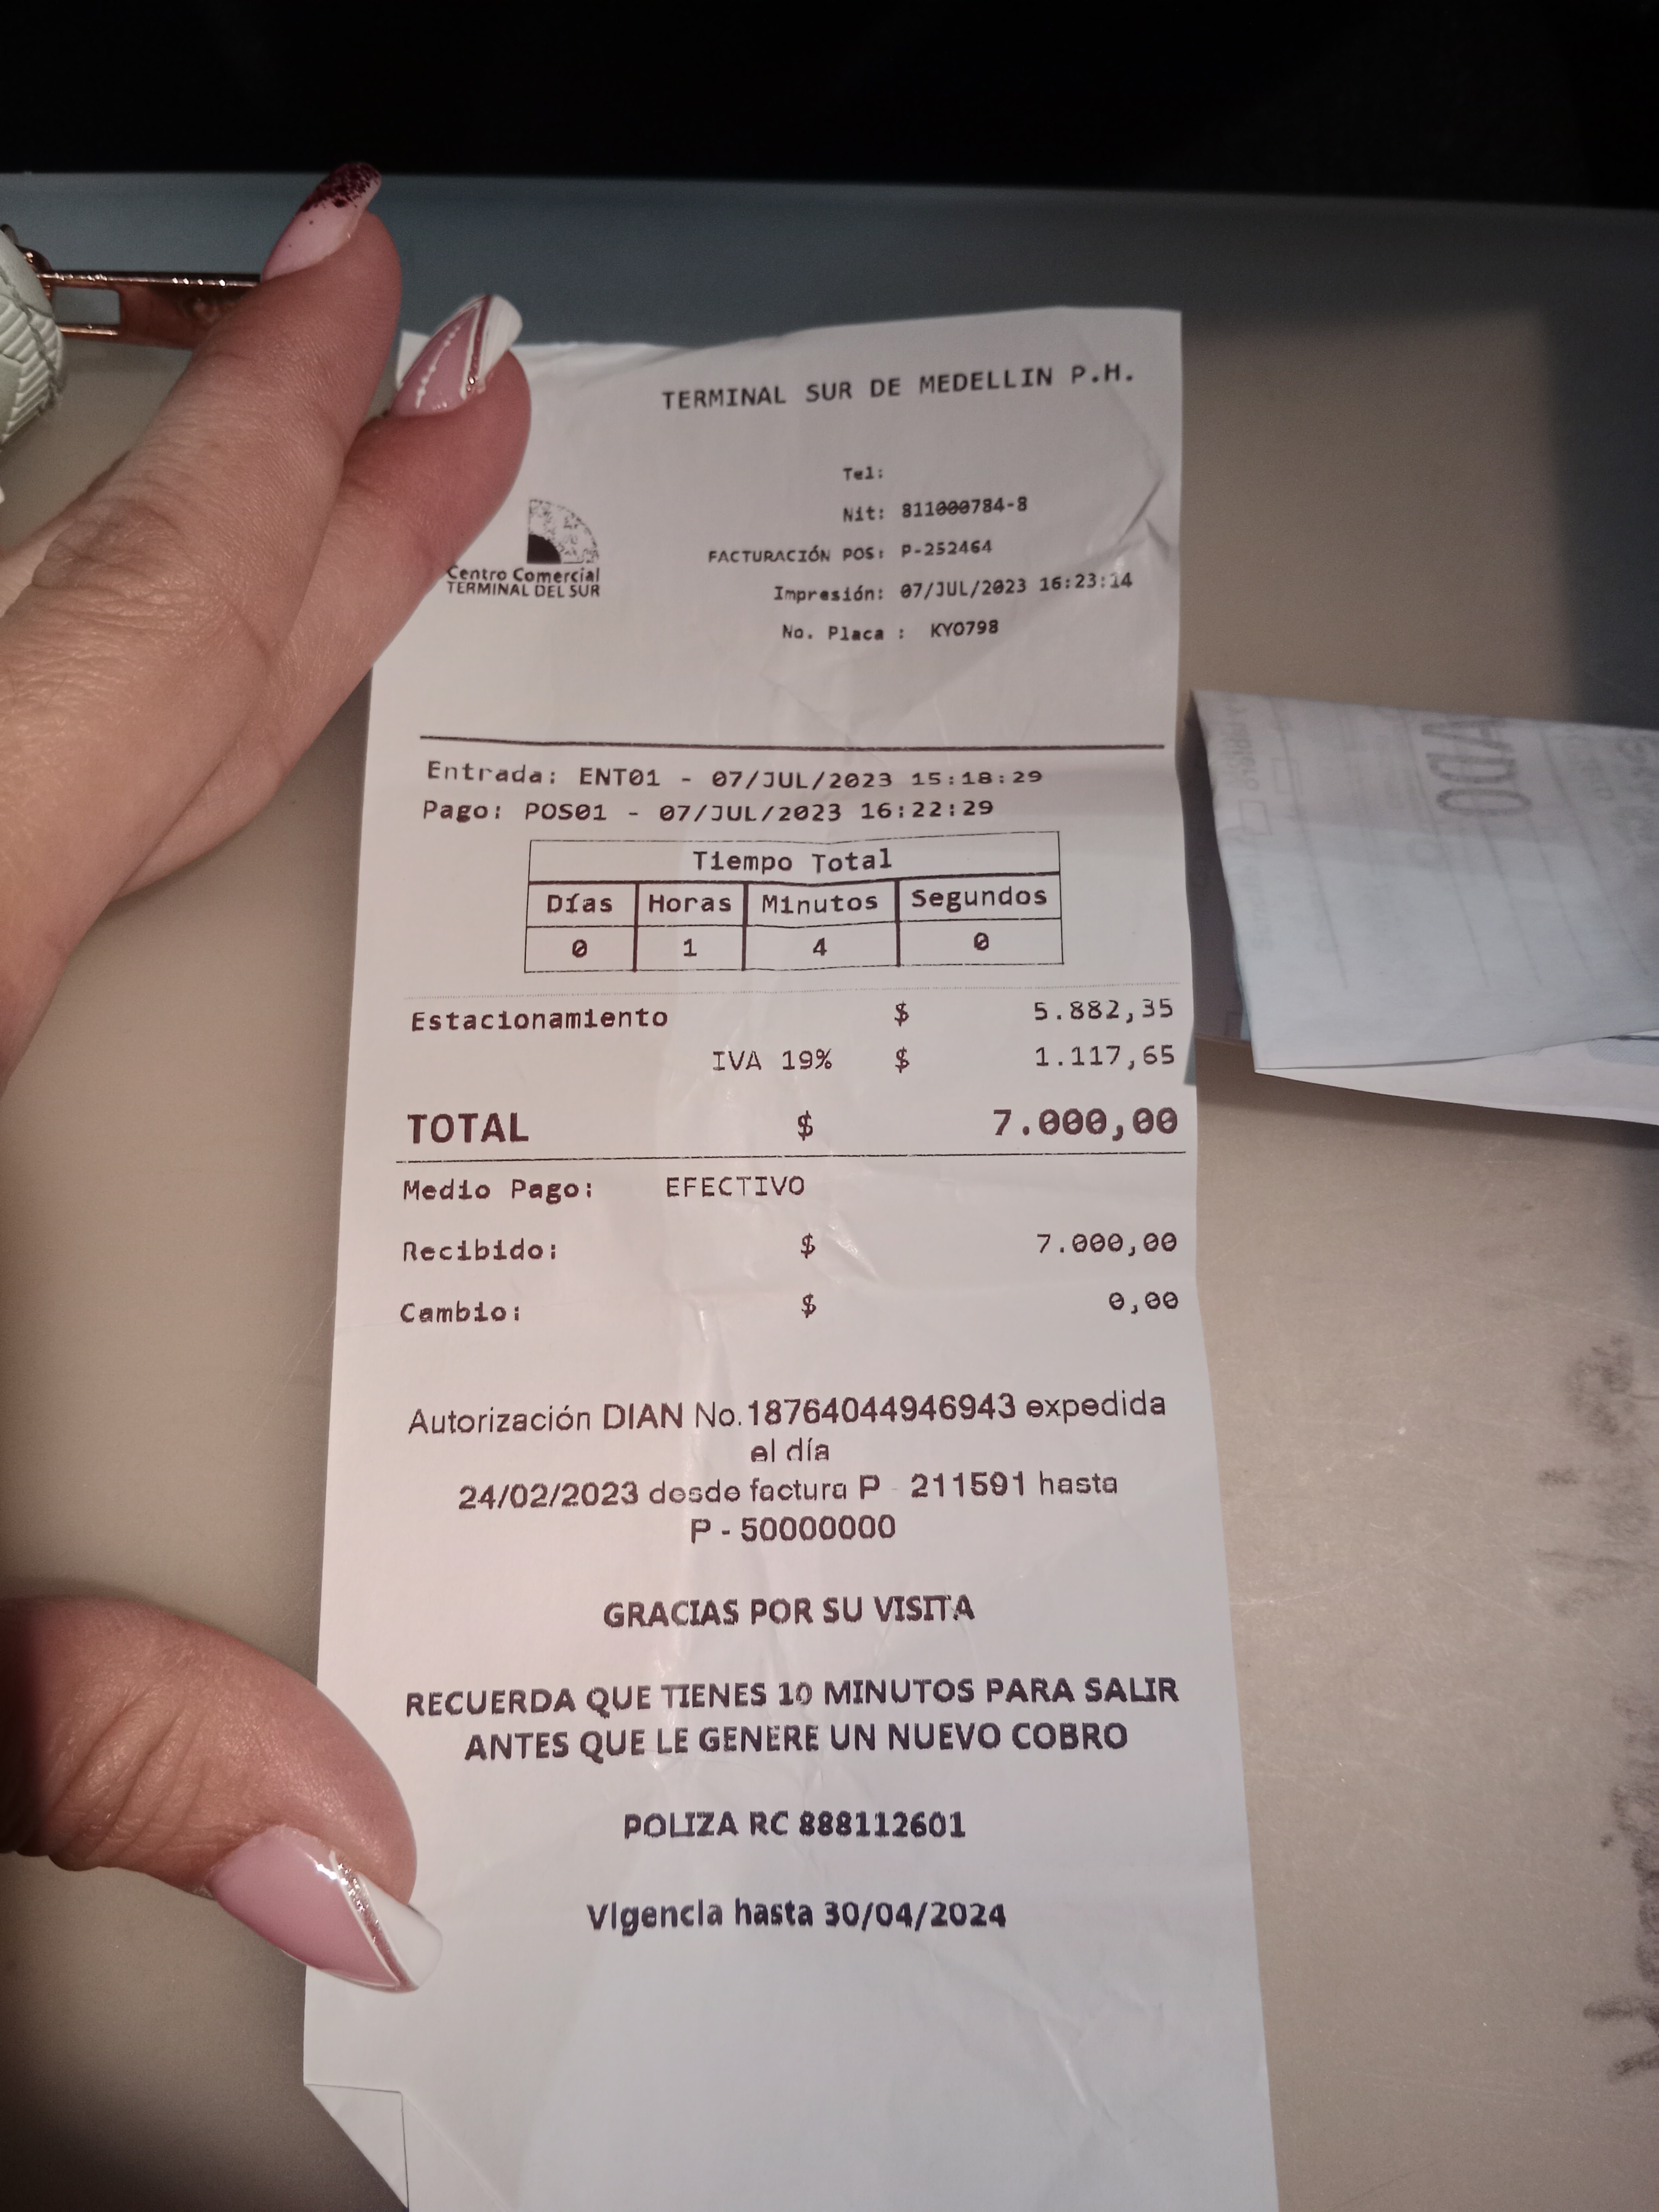 TERMINAL SUR DE MEDELLIN P.H.
Tel:
Nit: 811000784-8
FACTURACIÓN POS: P-252464
Impresión: 07/JUL/2023 16:23:14
No. Placa : KYO798
Centro Comercial
TERMINAL DEL SUR
Entrada: ENT01 - 07/JUL/2023 15:18:29
Pago: POS01 - 07/JUL/2023 16:22:29
Tiempo Total
Días Horas Minutos Segundos
0 1 4 0
Estacionamiento $ 5.882,35
IVA 19% $ 1.117,65
TOTAL $ 7.000,00
Medio Pago: EFECTIVO
Recibido: $ 7.000,00
Cambio: $ 0,00
Autorización DIAN No.18764044946943 expedida
el día
24/02/2023 desde factura P - 211591 hasta
P - 50000000
GRACIAS POR SU VISITA
RECUERDA QUE TIENES 10 MINUTOS PARA SALIR
ANTES QUE LE GENERE UN NUEVO COBRO
POLIZA RC 888112601
Vigencia hasta 30/04/2024